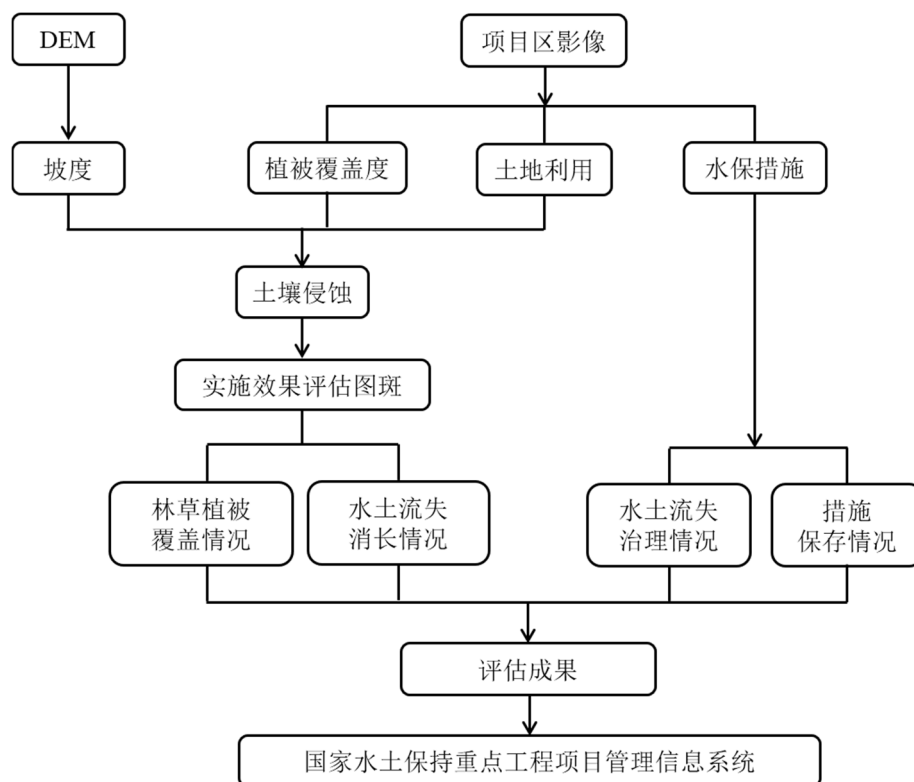 DEM
项目区影像
坡度
植被覆盖度
土地利用
水保措施
土壤侵蚀
实施效果评估图斑
林草植被
覆盖情况
水土流失
消长情况
水土流失
治理情况
措施
保存情况
评估成果
国家水土保持重点工程项目管理信息系统